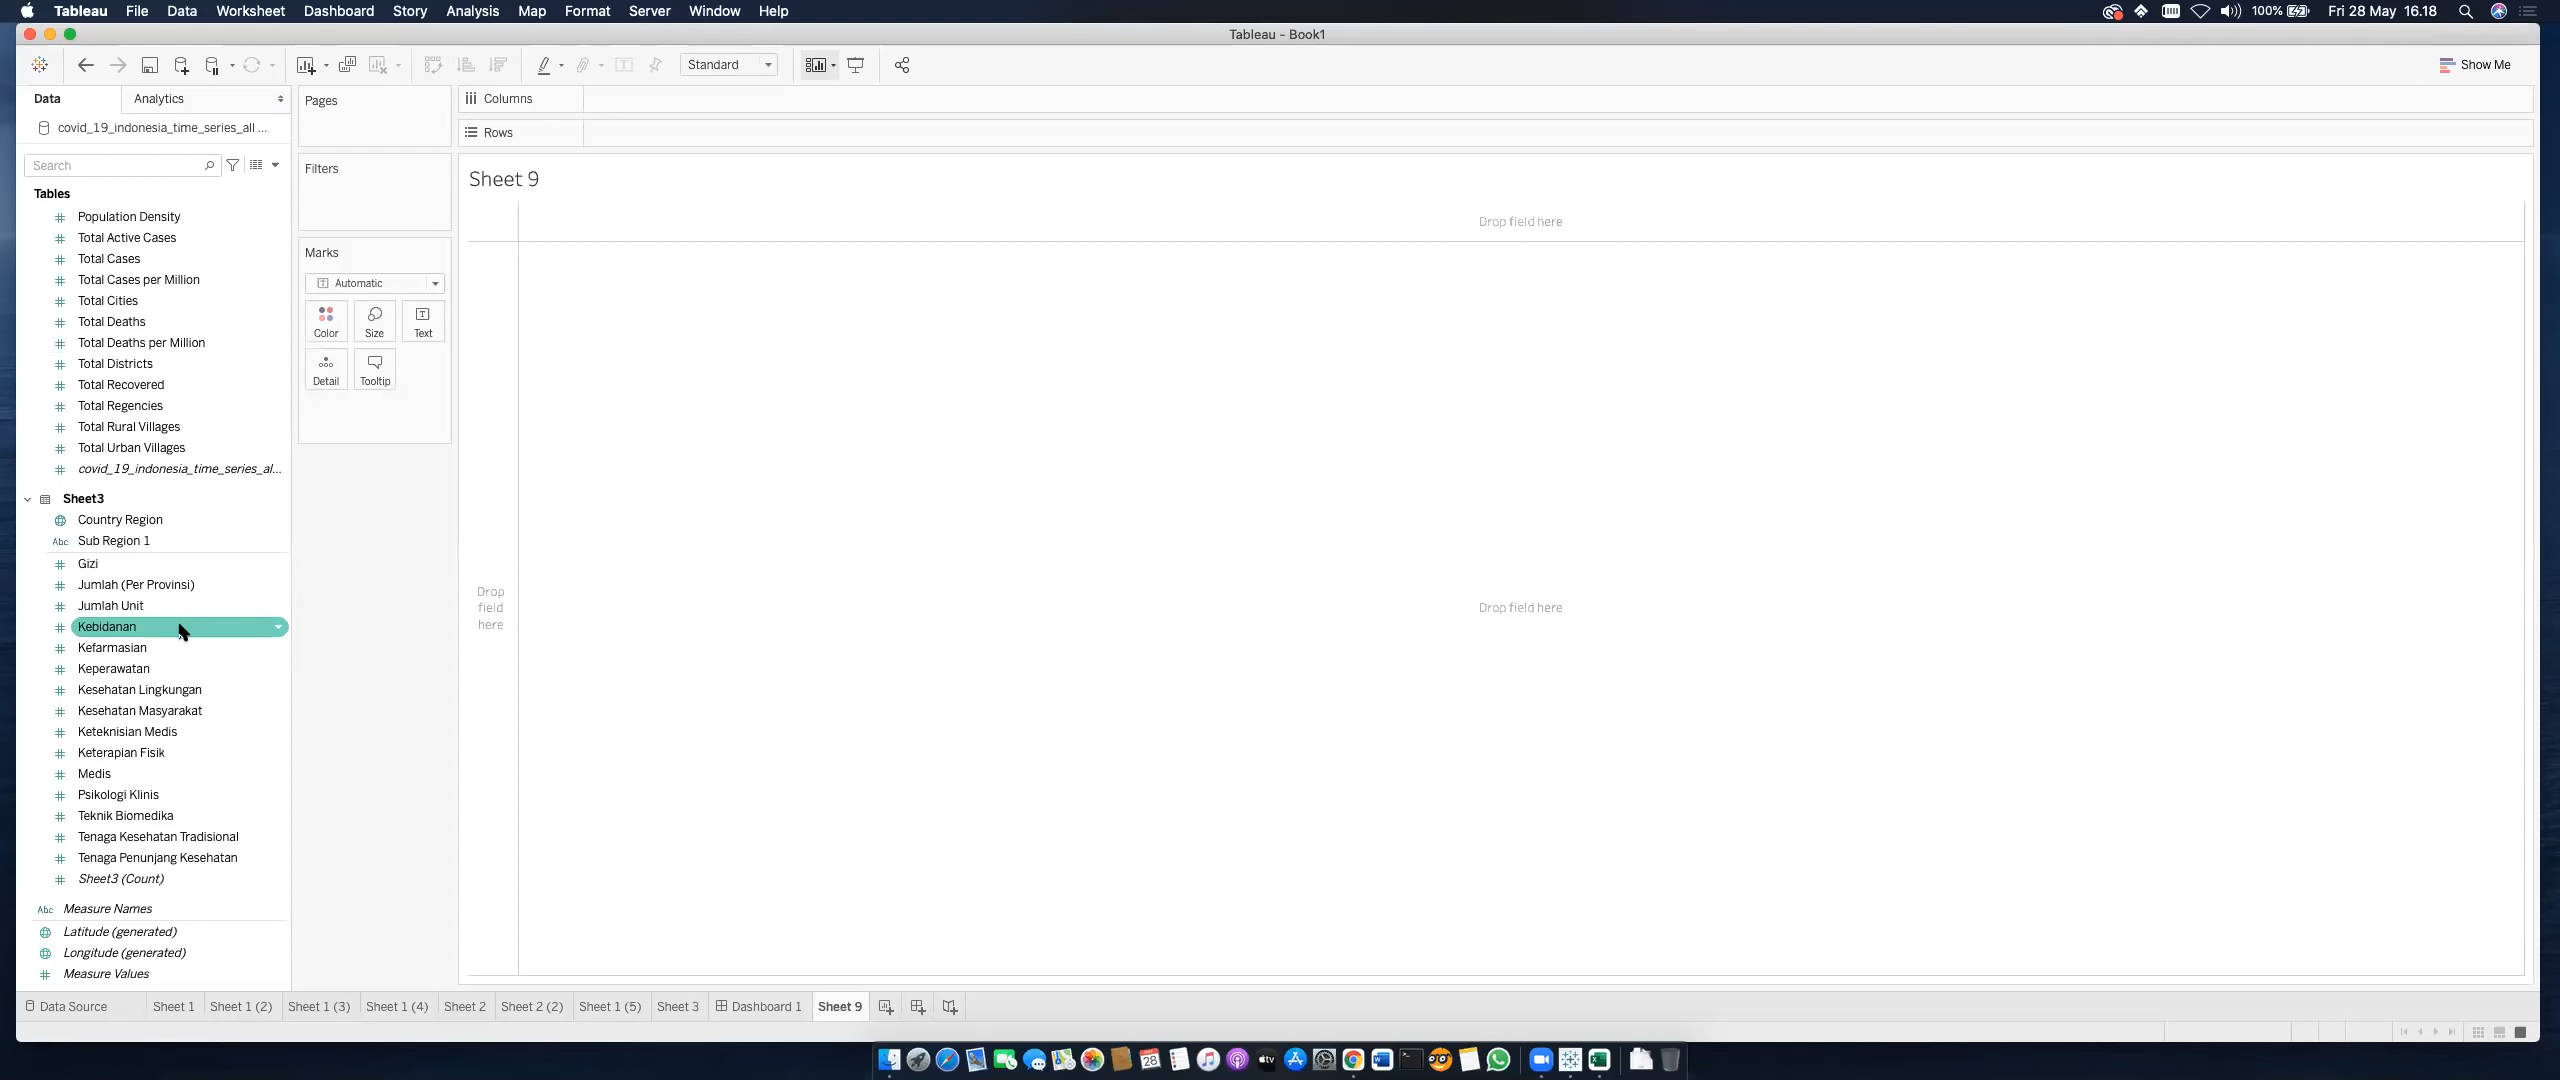 Tableau File Data Worksheet Dashboard Story Analysis Map Format Server Window Help 100% Fri 28 May 16.18
Tableau - Book1
Standard Show Me
Data Analytics
covid_19_indonesia_time_series_all ...
Search
Tables
Population Density
Total Active Cases
Total Cases
Total Cases per Million
Total Cities
Total Deaths
Total Deaths per Million
Total Districts
Total Recovered
Total Regencies
Total Rural Villages
Total Urban Villages
covid_19_indonesia_time_series_al...
Sheet3
Country Region
Abc Sub Region 1
Gizi
Jumlah (Per Provinsi)
Jumlah Unit
Kebidanan
Kefarmasian
Keperawatan
Kesehatan Lingkungan
Kesehatan Masyarakat
Keteknisian Medis
Keterapian Fisik
Medis
Psikologi Klinis
Teknik Biomedika
Tenaga Kesehatan Tradisional
Tenaga Penunjang Kesehatan
Sheet3 (Count)
Abc Measure Names
Latitude (generated)
Longitude (generated)
Measure Values
Pages
Filters
Marks
Automatic
Color Size Text
Detail Tooltip
Columns
Rows
Sheet 9
Drop field here
Drop
field
here
Drop field here
Data Source Sheet 1 Sheet 1 (2) Sheet 1 (3) Sheet 1 (4) Sheet 2 Sheet 2 (2) Sheet 1 (5) Sheet 3 Dashboard 1 Sheet 9